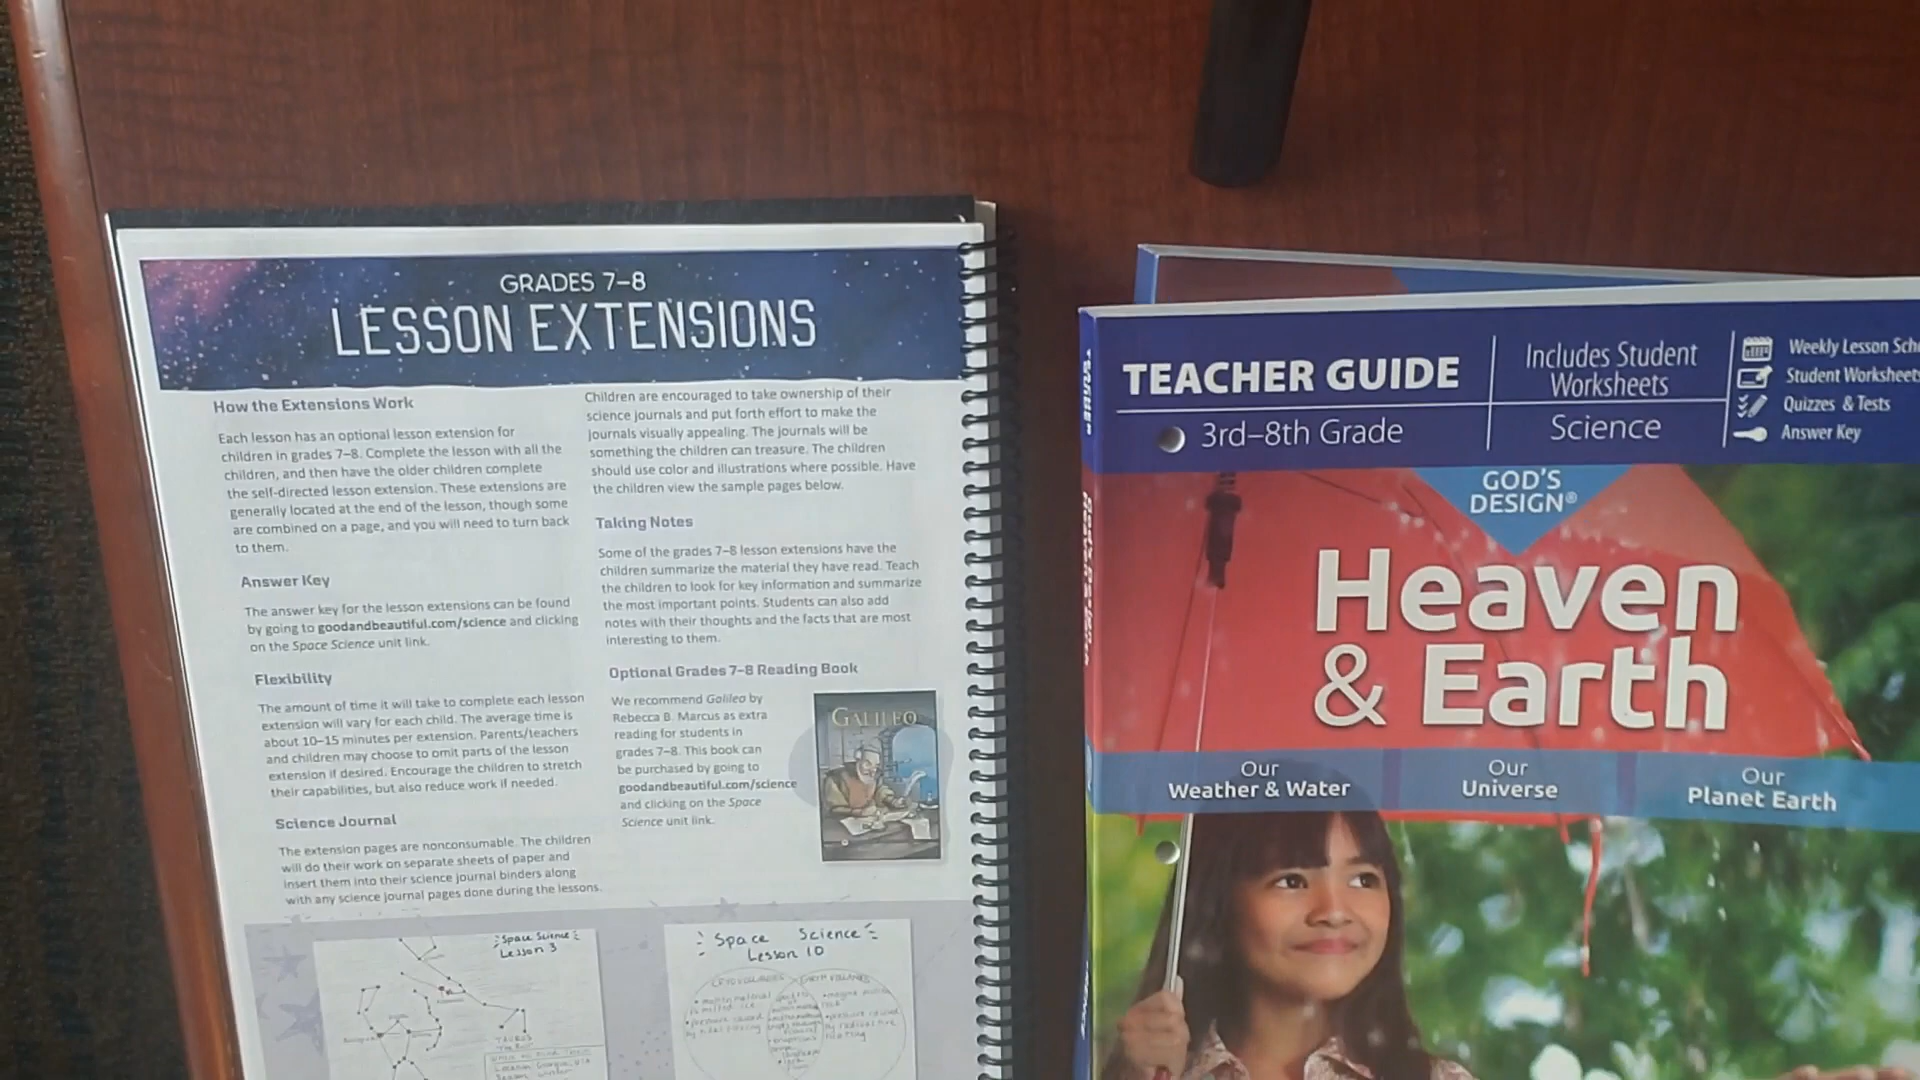 GRADES 7–8
LESSON EXTENSIONS
How the Extensions Work
Each lesson has an optional lesson extension for
children in grades 7–8. Complete the lesson with all the
children, and then have the older children complete
the self-directed lesson extension. These extensions are
generally located at the end of the lesson, though some
are combined on a page, and you will need to turn back
to them.
Answer Key
The answer key for the lesson extensions can be found
by going to goodandbeautiful.com/science and clicking
on the Space Science unit link.
Flexibility
The amount of time it will take to complete each lesson
extension will vary for each child. The average time is
about 10–15 minutes per extension. Parents/teachers
and children may choose to omit parts of the lesson
extension if desired. Encourage the children to stretch
their capabilities, but also reduce work if needed.
Science Journal
The extension pages are nonconsumable. The children
will do their work on separate sheets of paper and
insert them into their science journal binders along
with any science journal pages done during the lessons.
Children are encouraged to take ownership of their
science journals and put forth effort to make the
journals visually appealing. The journals will be
something the children can treasure. The children
should use color and illustrations where possible. Have
the children view the sample pages below.
Taking Notes
Some of the grades 7–8 lesson extensions have the
children summarize the material they have read. Teach
the children to look for key information and summarize
the most important points. Students can also add
notes with their thoughts and the facts that are most
interesting to them.
Optional Grades 7–8 Reading Book
We recommend Galileo by
Rebecca B. Marcus as extra
reading for students in
grades 7–8. This book can
be purchased by going to
goodandbeautiful.com/science
and clicking on the Space
Science unit link.
GALILEO
Space Science
Lesson 3
TAURUS
Space Science
Lesson 10
TEACHER GUIDE
3rd–8th Grade
Includes Student
Worksheets
Science
Weekly Lesson
Student Worksheets
Quizzes & Tests
Answer Key
GOD'S
DESIGN®
Heaven
& Earth
Our
Weather & Water
Our
Universe
Our
Planet Earth